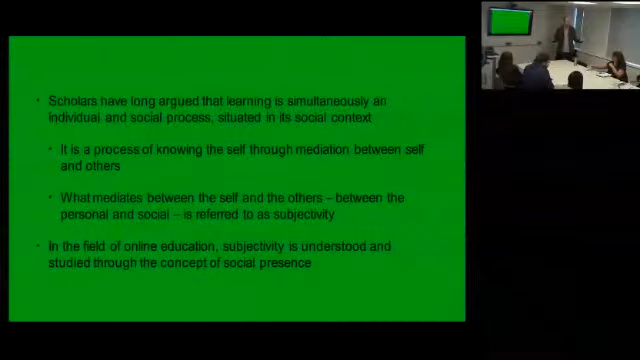 Scholars have long argued that learning is simultaneously an
individual and social process, situated in its social context
It is a process of knowing the self through mediation between self
and others
What mediates between the self and the others – between the
personal and social – is referred to as subjectivity
In the field of online education, subjectivity is understood and
studied through the concept of social presence